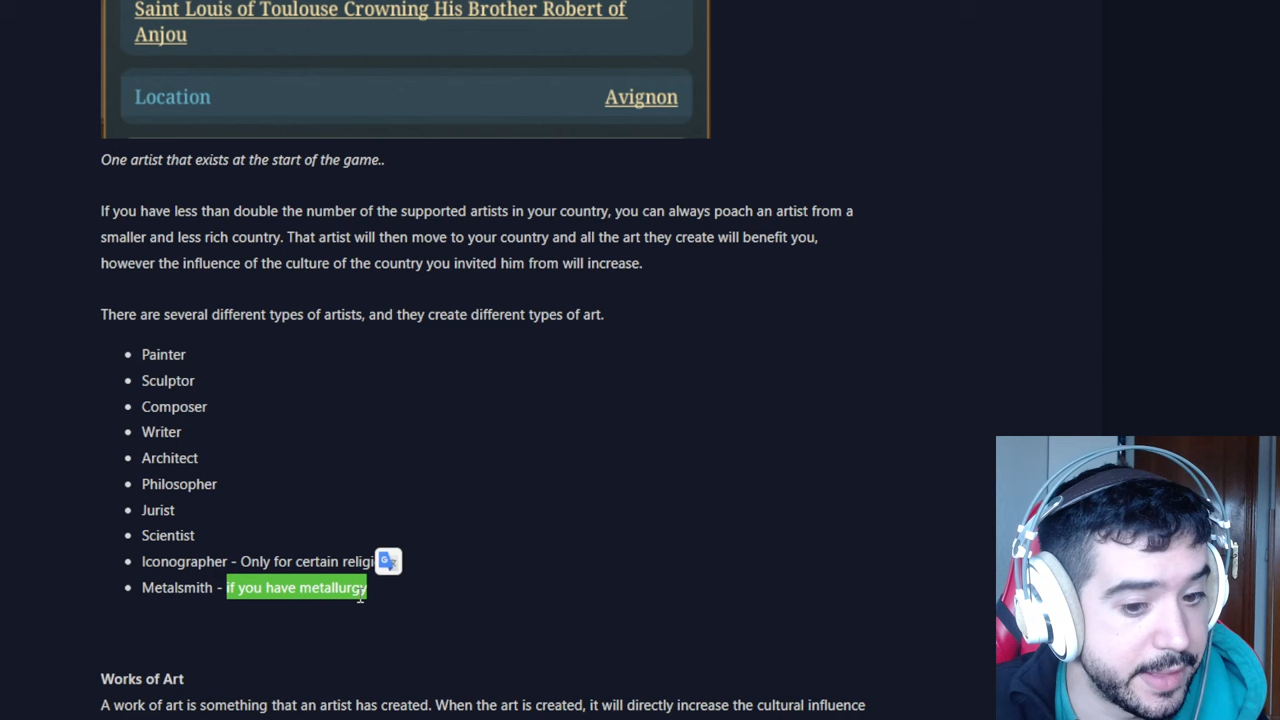 Saint Louis of Toulouse Crowning His Brother Robert of
Anjou
Location Avignon
One artist that exists at the start of the game..
If you have less than double the number of the supported artists in your country, you can always poach an artist from a
smaller and less rich country. That artist will then move to your country and all the art they create will benefit you,
however the influence of the culture of the country you invited him from will increase.
There are several different types of artists, and they create different types of art.
Painter
Sculptor
Composer
Writer
Architect
Philosopher
Jurist
Scientist
Iconographer - Only for certain religi
Metalsmith - if you have metallurgy
Works of Art
A work of art is something that an artist has created. When the art is created, it will directly increase the cultural influence